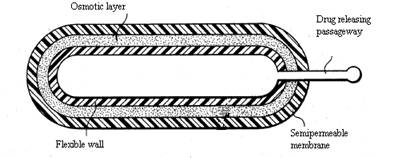 Osmotic layer
Drug releasing
passageway
Flexible wall
Semipermeable
membrane